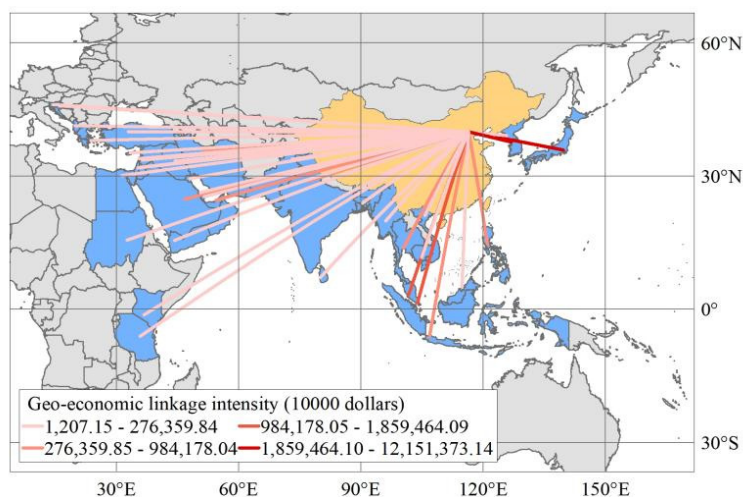 60°N
30°N
0°
30°S
Geo-economic linkage intensity (10000 dollars)
1,207.15 - 276,359.84
984,178.05 - 1,859,464.09
276,359.85 - 984,178.04
1,859,464.10 - 12,151,373.14
30°E
60°E
90°E
120°E
150°E